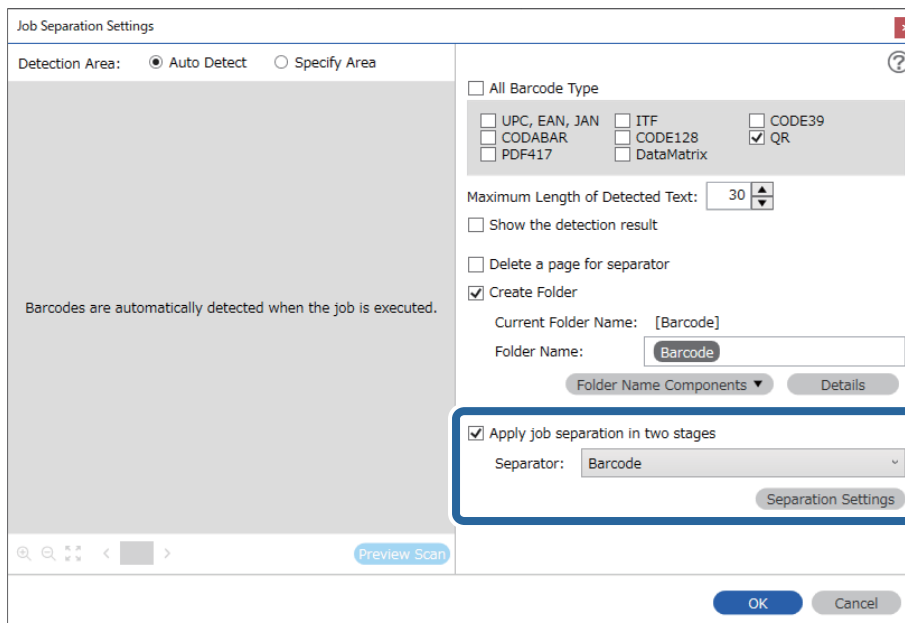 Job Separation Settings
Detection Area: Auto Detect Specify Area
All Barcode Type
UPC, EAN, JAN ITF CODE39
CODABAR CODE128 QR
PDF417 DataMatrix
Maximum Length of Detected Text: 30
Show the detection result
Delete a page for separator
Create Folder
Barcodes are automatically detected when the job is executed.
Current Folder Name: [Barcode]
Folder Name: Barcode
Folder Name Components Details
Apply job separation in two stages
Separator: Barcode
Separation Settings
Preview Scan
OK Cancel